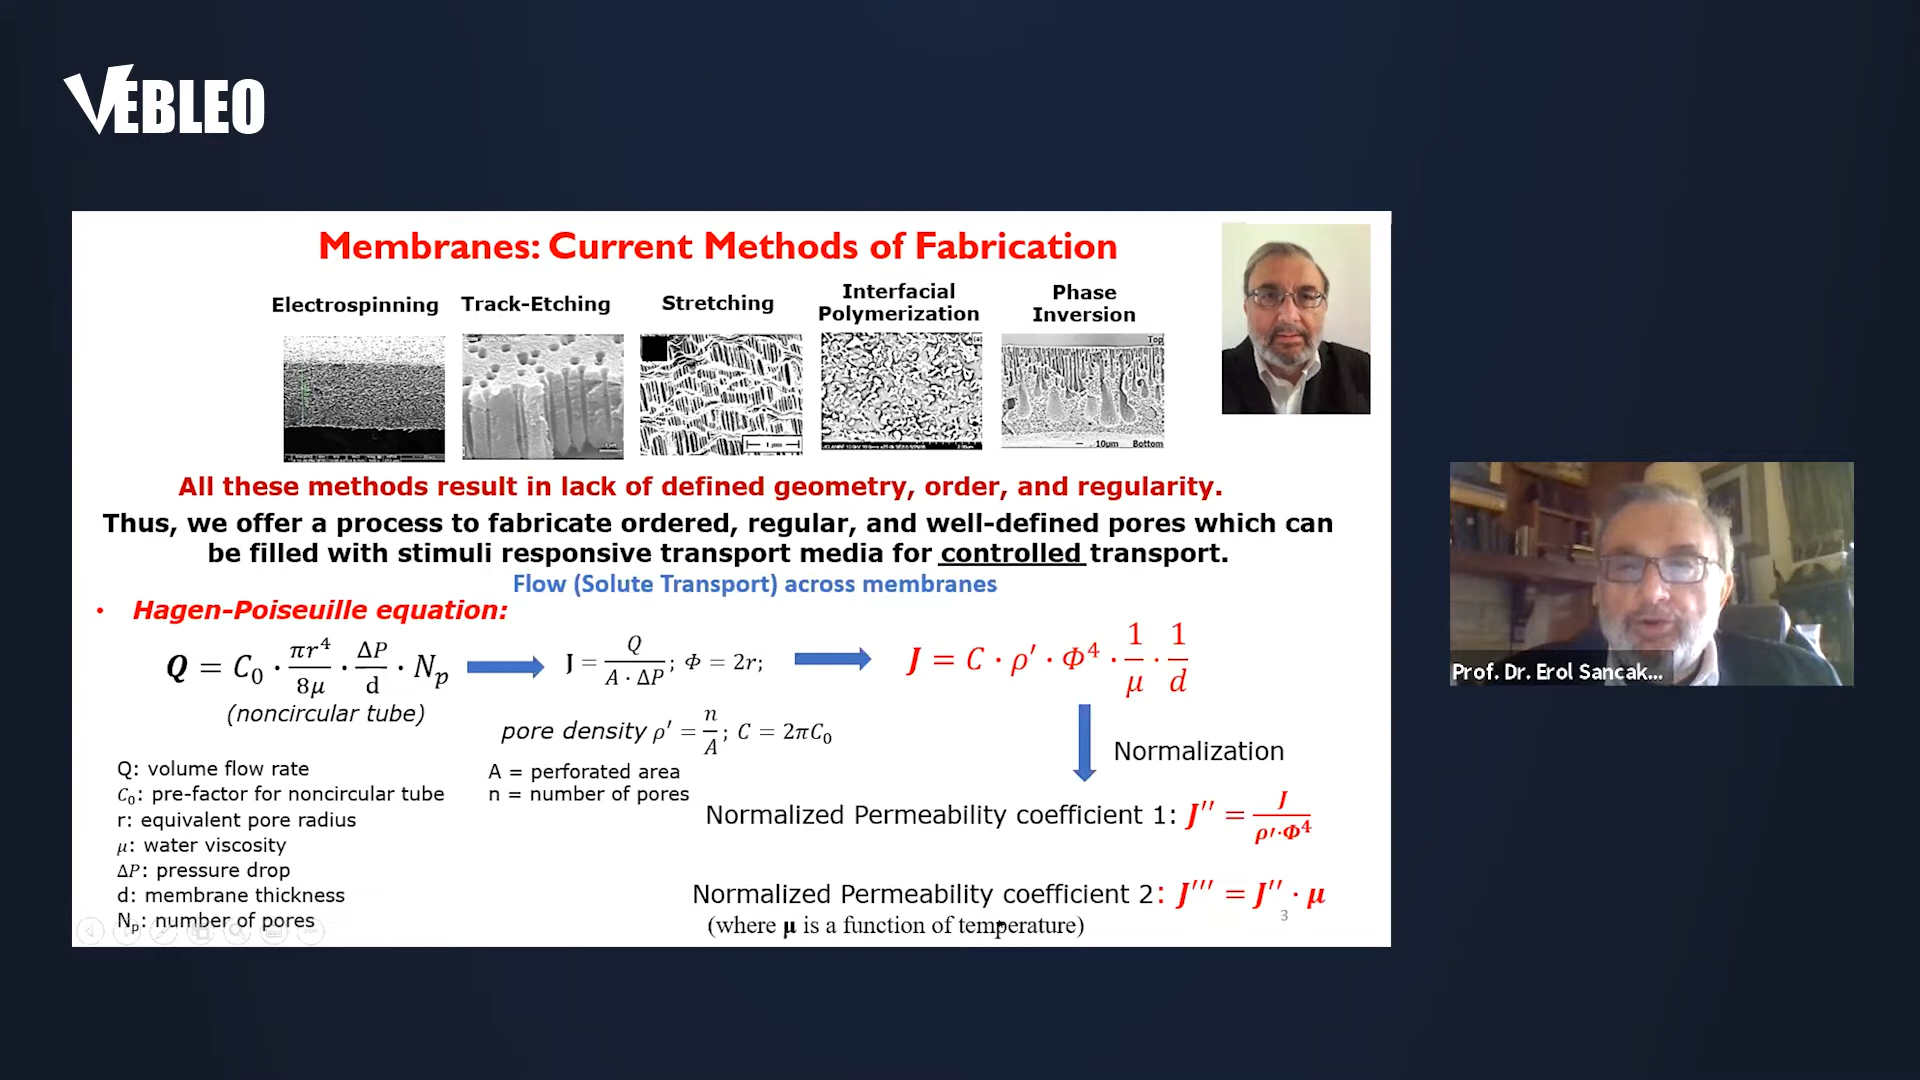 VEBLEO
Membranes: Current Methods of Fabrication
Electrospinning
Track-Etching
Stretching
Interfacial
Polymerization
Phase
Inversion
Top
10µm Bottom
All these methods result in lack of defined geometry, order, and regularity.
Thus, we offer a process to fabricate ordered, regular, and well-defined pores which can
be filled with stimuli responsive transport media for controlled transport.
Flow (Solute Transport) across membranes
• Hagen-Poiseuille equation:
Q = C₀ · πr⁴/8μ · ΔP/d · Nₚ
(noncircular tube)
J = Q/(A · ΔP); Φ = 2r;
J = C · ρ′ · Φ⁴ · 1/μ · 1/d
pore density ρ′ = n/A; C = 2πC₀
Normalization
Q: volume flow rate
C₀: pre-factor for noncircular tube
r: equivalent pore radius
μ: water viscosity
ΔP: pressure drop
d: membrane thickness
Nₚ: number of pores
A = perforated area
n = number of pores
Normalized Permeability coefficient 1: J″ = J/(ρ′·Φ⁴)
Normalized Permeability coefficient 2: J‴ = J″ · μ
(where μ is a function of temperature)
3
Prof. Dr. Erol Sancak...